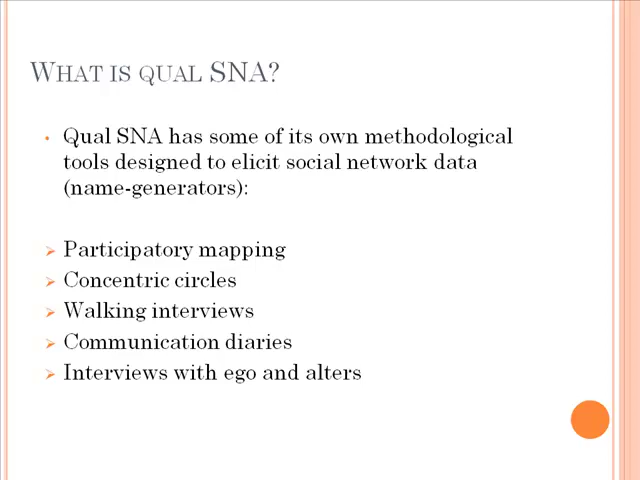 WHAT IS QUAL SNA?
Qual SNA has some of its own methodological
tools designed to elicit social network data
(name-generators):
Participatory mapping
Concentric circles
Walking interviews
Communication diaries
Interviews with ego and alters